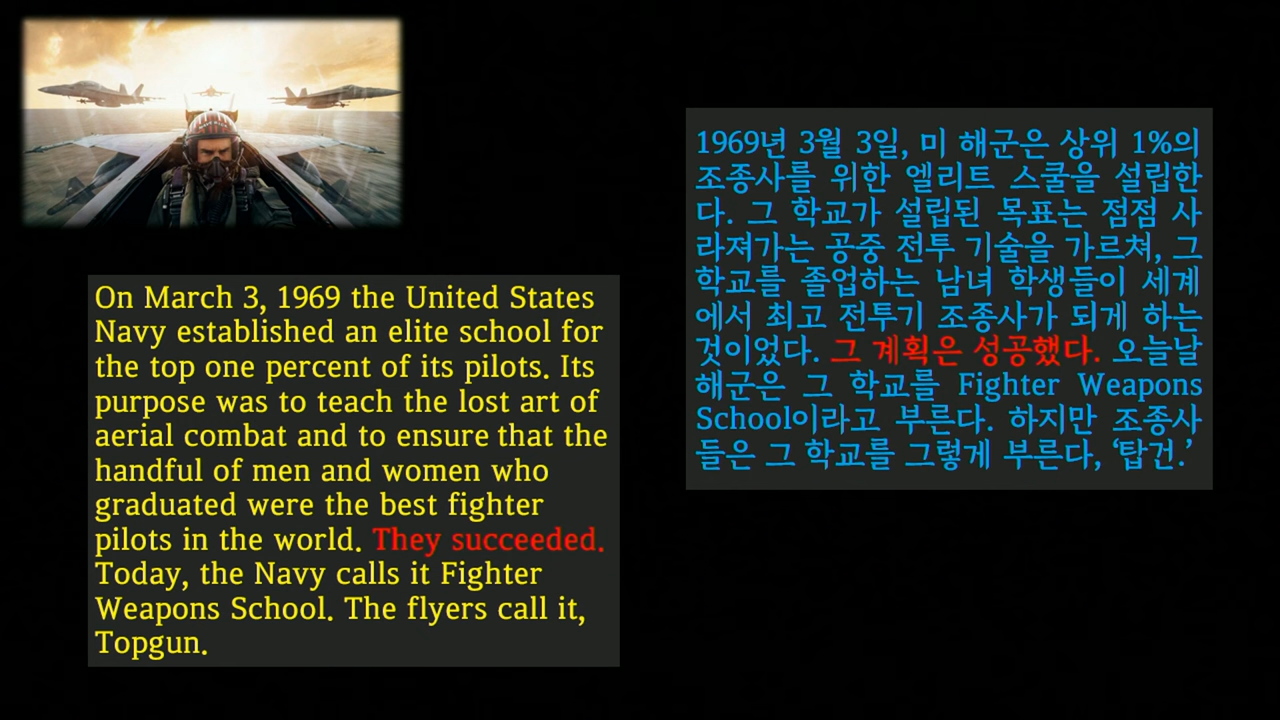 On March 3, 1969 the United States
Navy established an elite school for
the top one percent of its pilots. Its
purpose was to teach the lost art of
aerial combat and to ensure that the
handful of men and women who
graduated were the best fighter
pilots in the world. They succeeded.
Today, the Navy calls it Fighter
Weapons School. The flyers call it,
Topgun.
1969년 3월 3일, 미 해군은 상위 1%의
조종사를 위한 엘리트 스쿨을 설립한
다. 그 학교가 설립된 목표는 점점 사
라져가는 공중 전투 기술을 가르쳐, 그
학교를 졸업하는 남녀 학생들이 세계
에서 최고 전투기 조종사가 되게 하는
것이었다. 그 계획은 성공했다. 오늘날
해군은 그 학교를 Fighter Weapons
School이라고 부른다. 하지만 조종사
들은 그 학교를 그렇게 부른다, ‘탑건.’